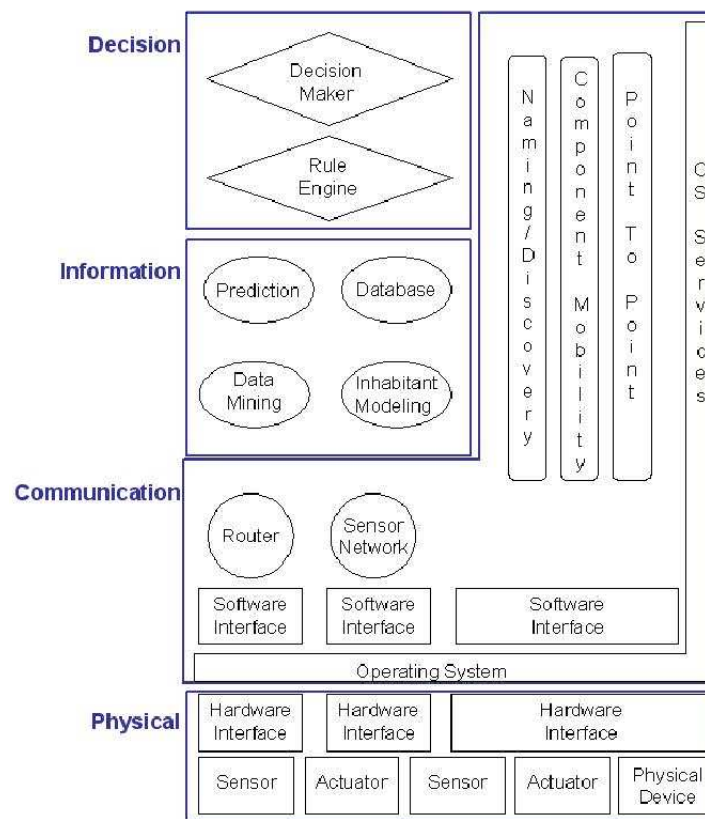 Decision
Decision
Maker
Rule
Engine
Information
Prediction
Database
Data
Mining
Inhabitant
Modeling
Naming/Discovery
Component Mobility
Point To Point
OS Services
Communication
Router
Sensor
Network
Software
Interface
Software
Interface
Software
Interface
Operating System
Physical
Hardware
Interface
Hardware
Interface
Hardware
Interface
Sensor
Actuator
Sensor
Actuator
Physical
Device